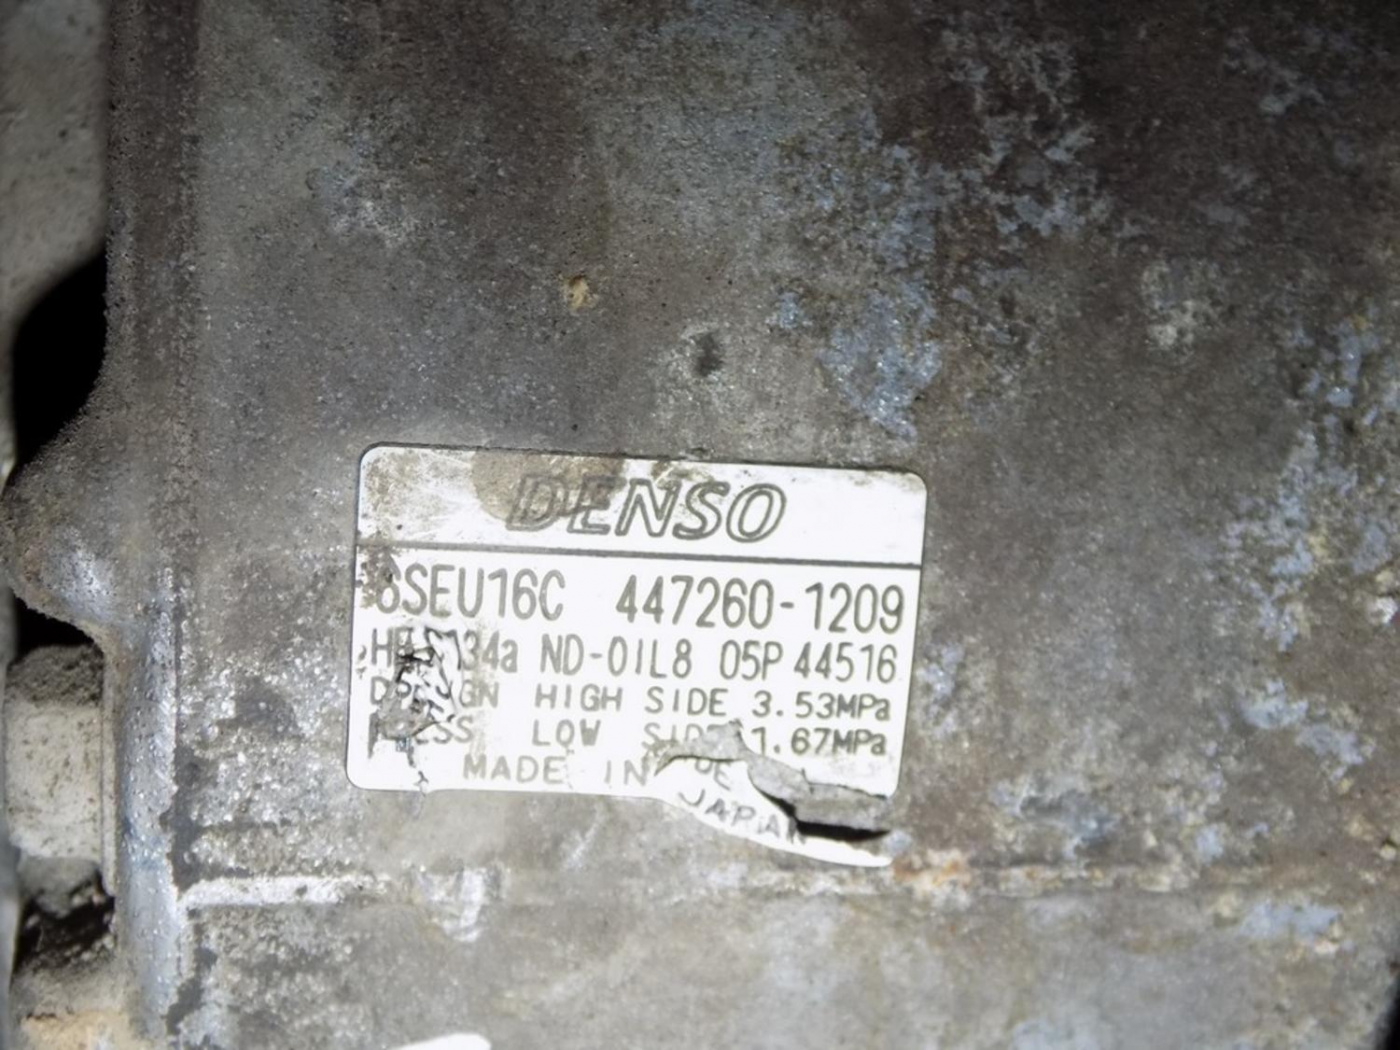 DENSO
6SEU16C 447260-1209
134a ND-OIL8 05P 44516
HIGH SIDE 3.53MPa
LOW SIDE 1.67MPa
MADE IN
JAPAN